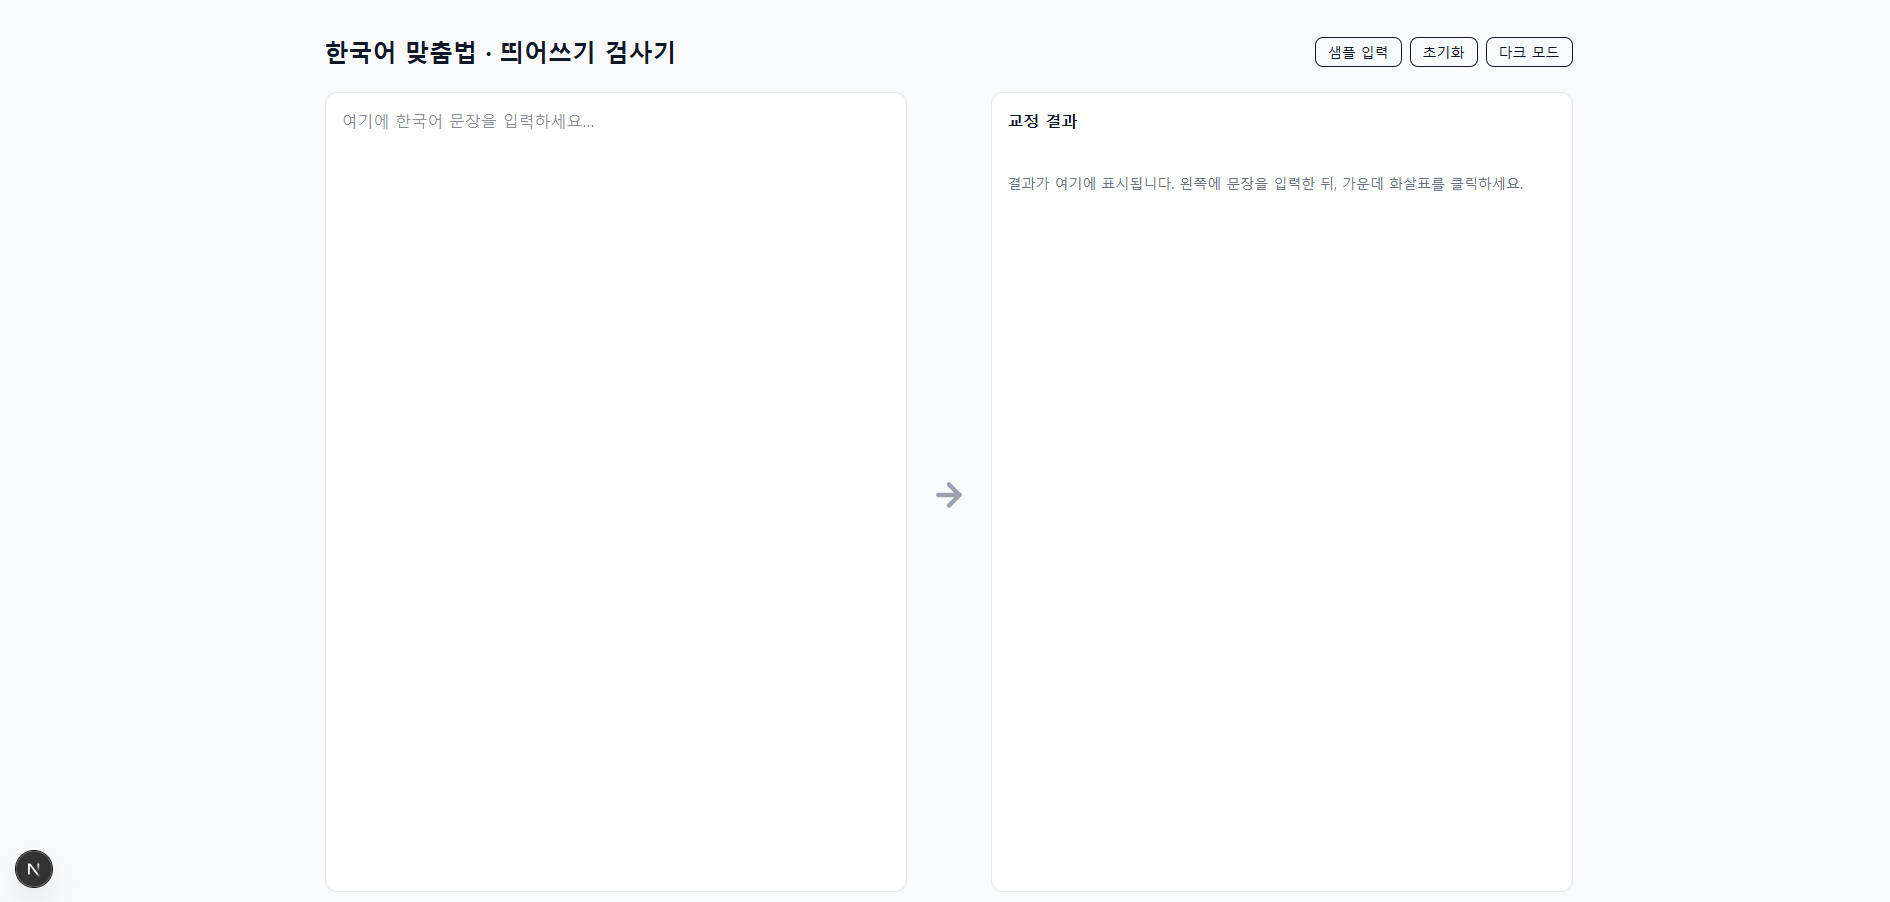 한국어 맞춤법 · 띄어쓰기 검사기
샘플 입력
초기화
다크 모드
여기에 한국어 문장을 입력하세요...
교정 결과
결과가 여기에 표시됩니다. 왼쪽에 문장을 입력한 뒤, 가운데 화살표를 클릭하세요.
N